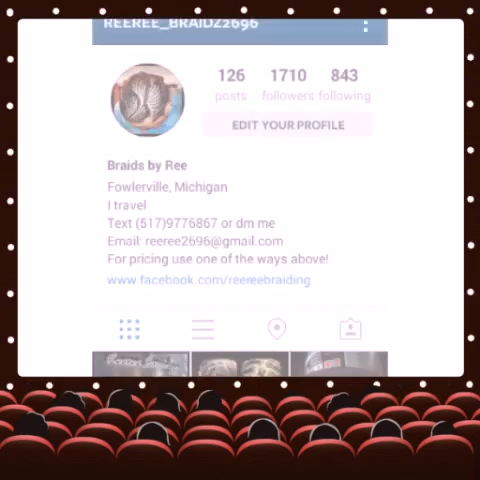 REEREE_BRAIDZ2696
126 1710 843
posts followers following
EDIT YOUR PROFILE
Braids by Ree
Fowlerville, Michigan
I travel
Text (517)9776867 or dm me
Email: reeree2696@gmail.com
For pricing use one of the ways above!
www.facebook.com/reereebraiding